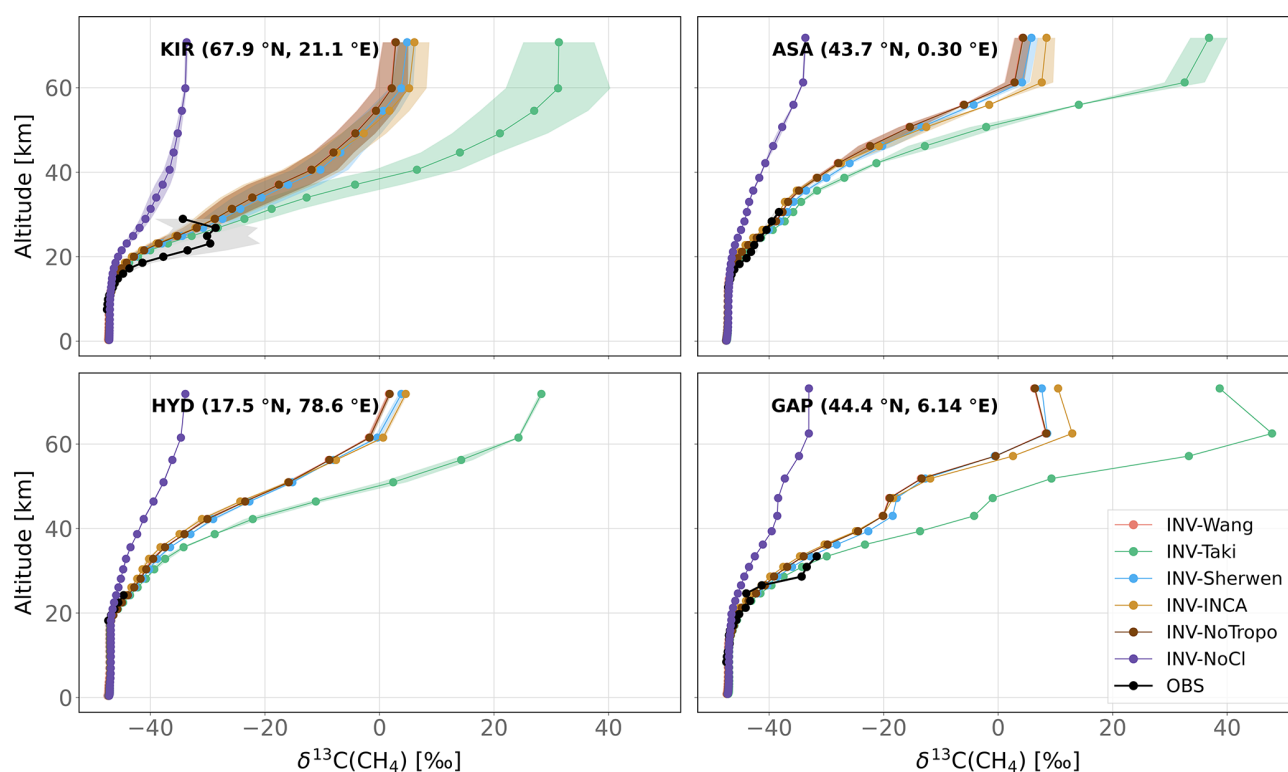 KIR (67.9 °N, 21.1 °E)
ASA (43.7 °N, 0.30 °E)
Altitude [km]
60
40
20
0
HYD (17.5 °N, 78.6 °E)
GAP (44.4 °N, 6.14 °E)
Altitude [km]
60
40
20
0
INV-Wang
INV-Taki
INV-Sherwen
INV-INCA
INV-NoTropo
INV-NoCl
OBS
−40 −20 0 20 40
−40 −20 0 20 40
δ¹³C(CH₄) [‰]
δ¹³C(CH₄) [‰]